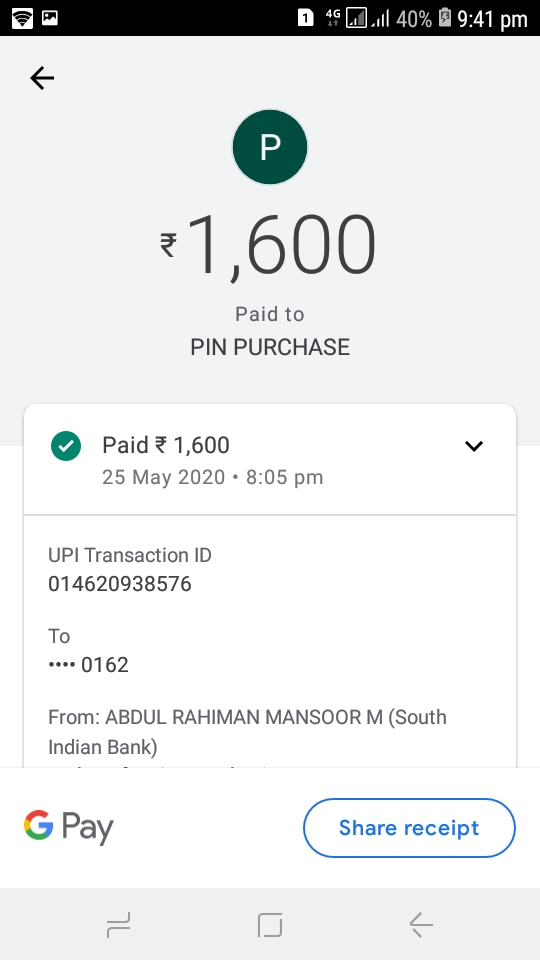 1 4G 40% 9:41 pm
P
₹1,600
Paid to
PIN PURCHASE
Paid ₹ 1,600
25 May 2020 • 8:05 pm
UPI Transaction ID
014620938576
To
•••• 0162
From: ABDUL RAHIMAN MANSOOR M (South
Indian Bank)
G Pay
Share receipt